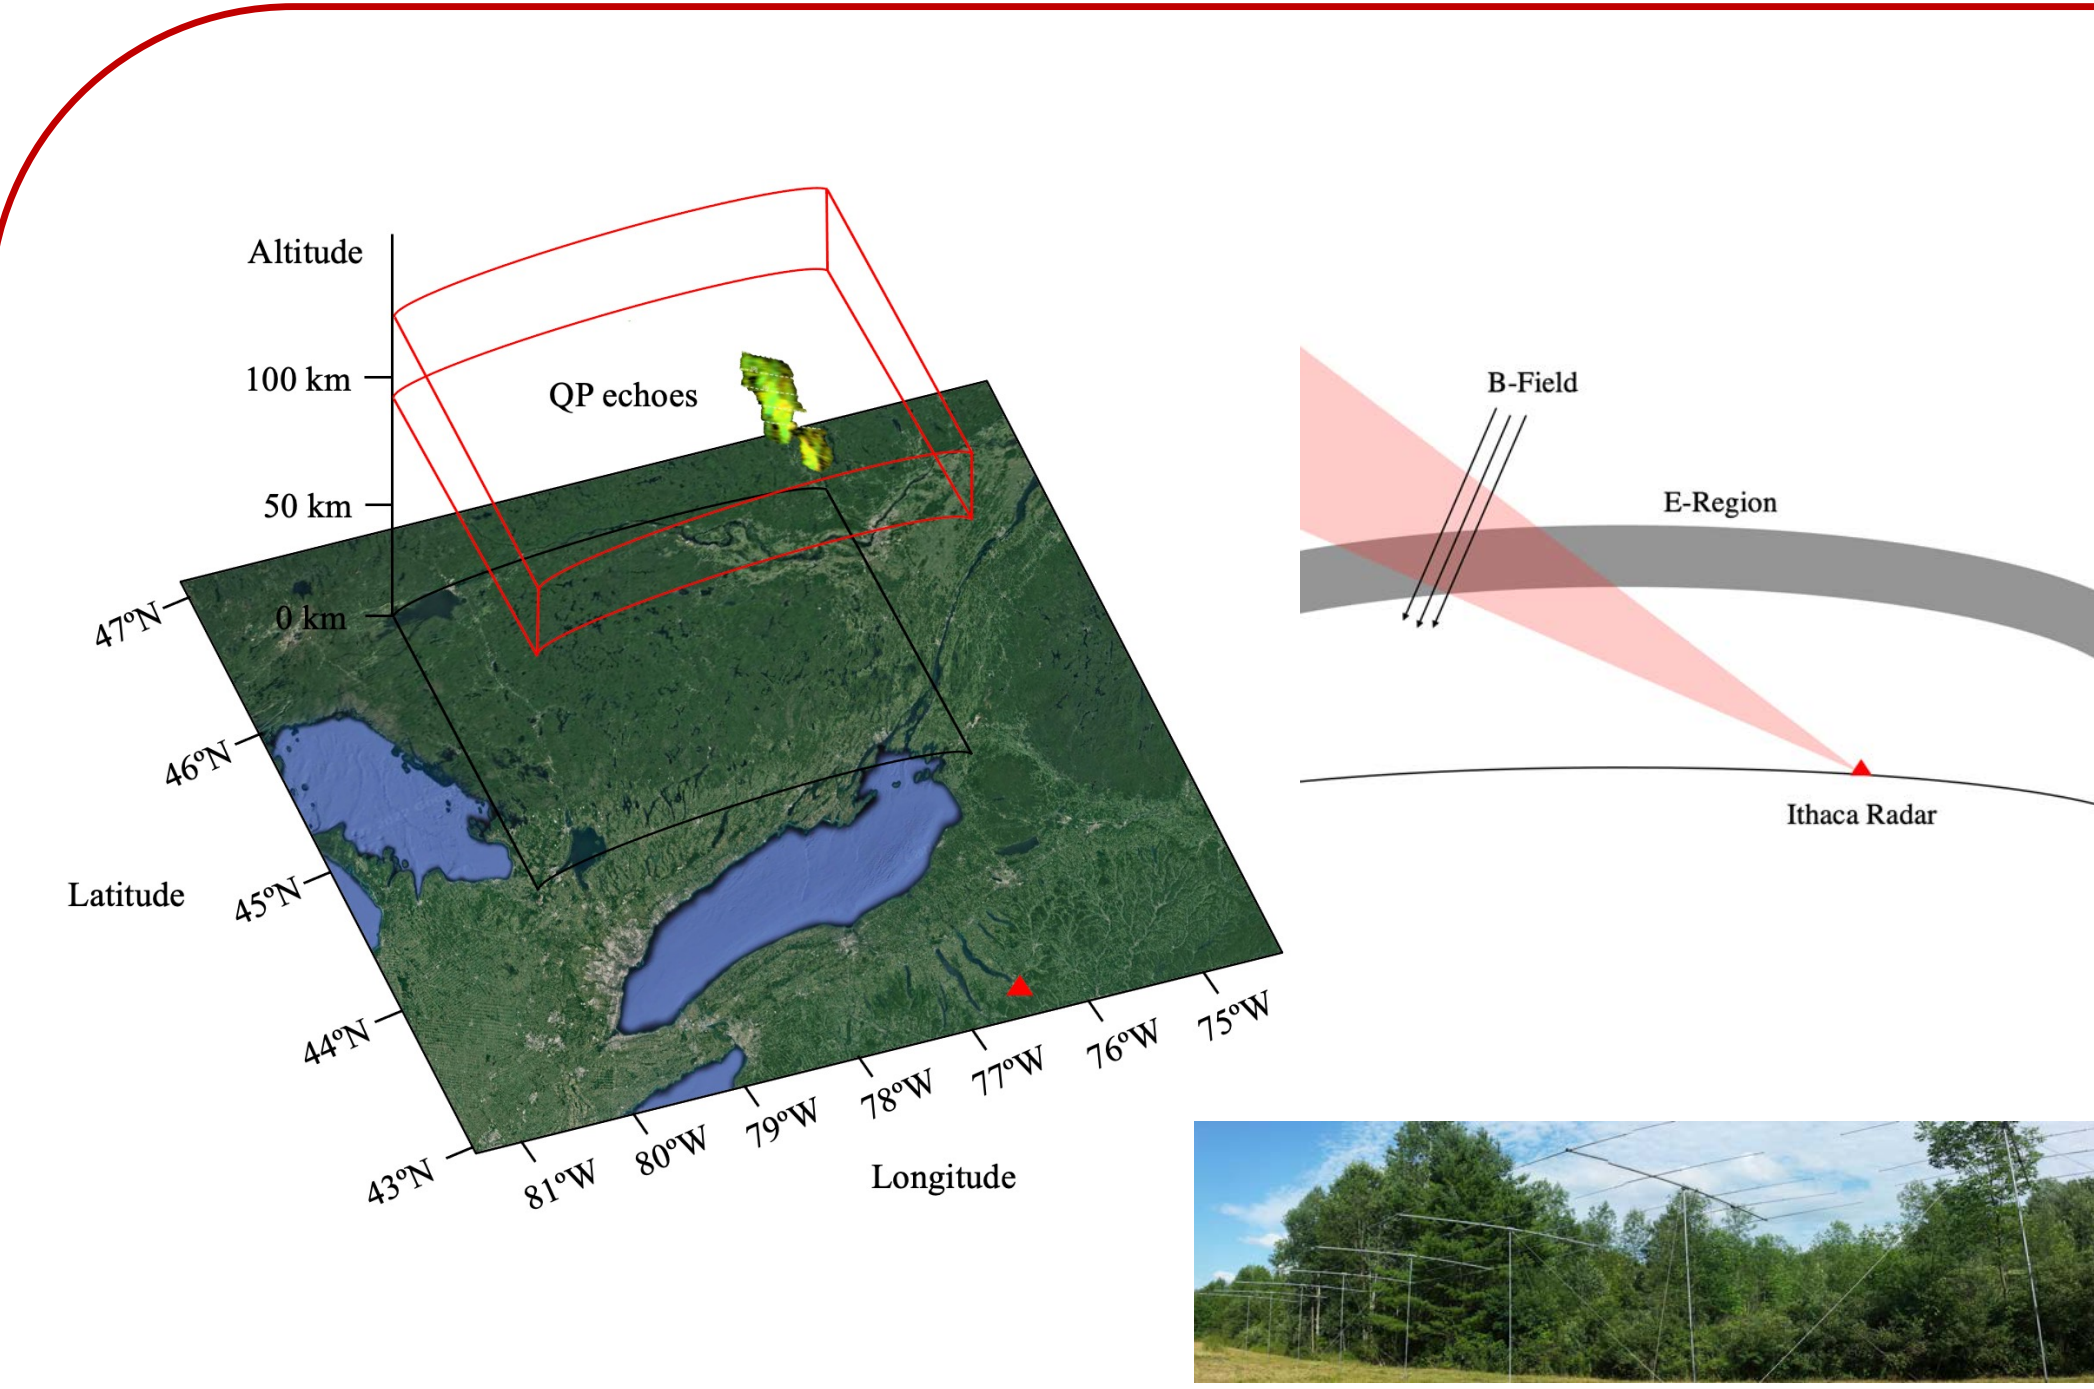 Altitude
100 km
QP echoes
50 km
0 km
47ºN
46ºN
45ºN
44ºN
43ºN
Latitude
81ºW
80ºW
79ºW
78ºW
77ºW
76ºW
75ºW
Longitude
B-Field
E-Region
Ithaca Radar